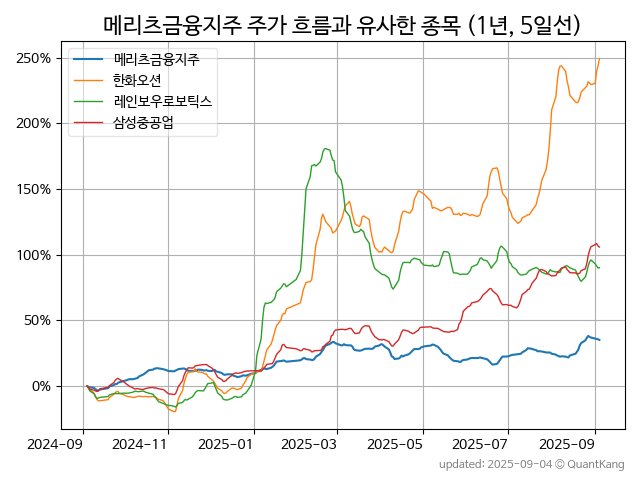 메리츠금융지주 주가 흐름과 유사한 종목 (1년, 5일선)
메리츠금융지주
한화오션
레인보우로보틱스
삼성중공업
250%
200%
150%
100%
50%
0%
2024-09 2024-11 2025-01 2025-03 2025-05 2025-07 2025-09
updated: 2025-09-04 © QuantKang